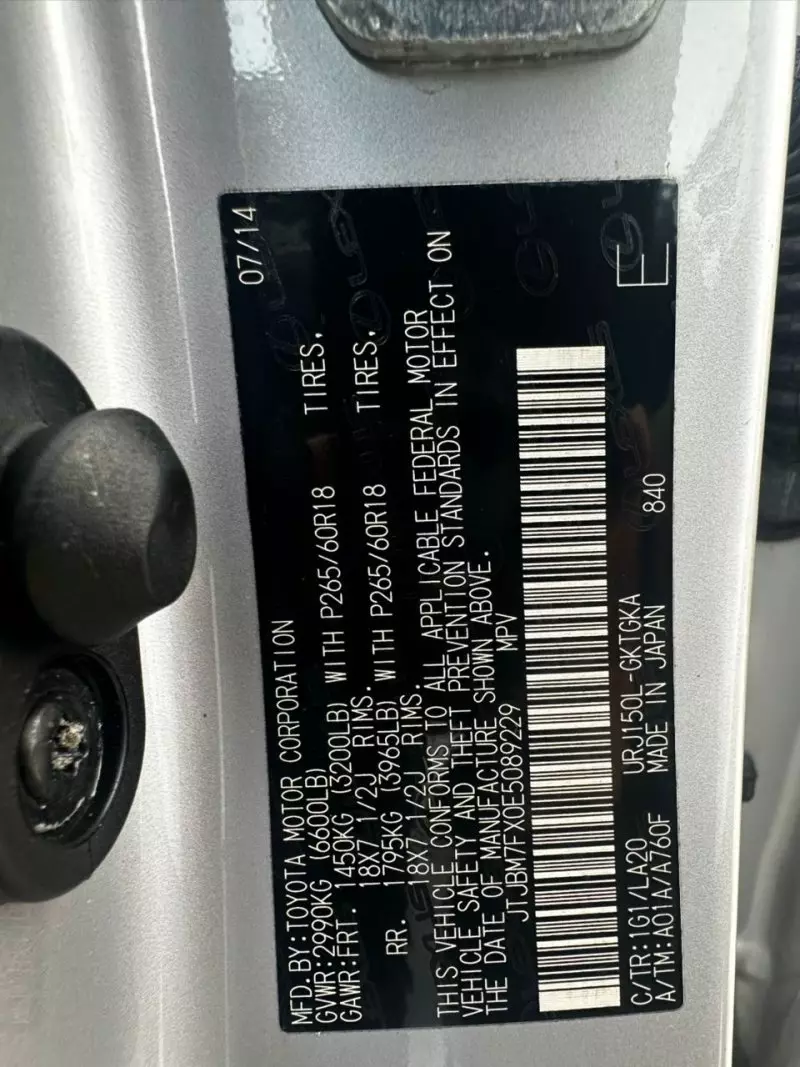 MFD.BY:TOYOTA MOTOR CORPORATION 07/14
GVWR:2990KG (6600LB)
GAWR:FRT. 1450KG (3200LB) WITH P265/60R18 TIRES,
18X7 1/2J RIMS.
RR. 1795KG (3965LB) WITH P265/60R18 TIRES,
18X7 1/2J RIMS.
THIS VEHICLE CONFORMS TO ALL APPLICABLE FEDERAL MOTOR
VEHICLE SAFETY AND THEFT PREVENTION STANDARDS IN EFFECT ON
THE DATE OF MANUFACTURE SHOWN ABOVE.
JTJBM7FX0E5089229 MPV
C/TR:1G1/LA20 URJ150L-GKTGKA
A/TM:A01A/A760F MADE IN JAPAN 840 E
LEXUS